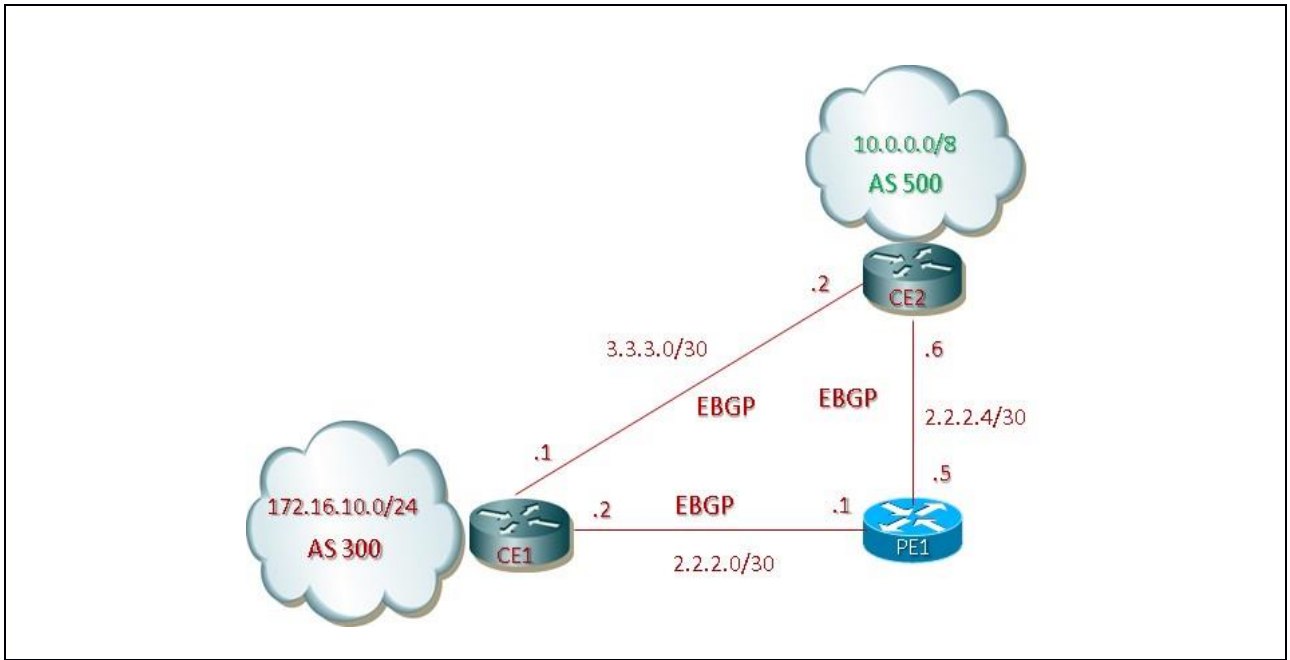 10.0.0.0/8
AS 500
.2
CE2
3.3.3.0/30
.6
EBGP
EBGP
2.2.2.4/30
.1
.5
172.16.10.0/24
AS 300
.2
EBGP
.1
CE1
PE1
2.2.2.0/30